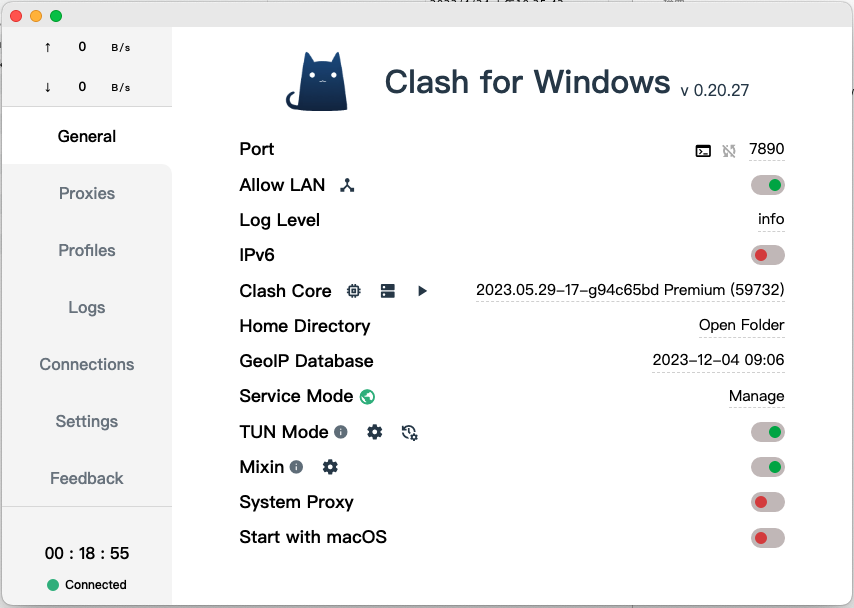 ↑ 0 B/s
↓ 0 B/s
General
Proxies
Profiles
Logs
Connections
Settings
Feedback
00 : 18 : 55
Connected
Clash for Windows v 0.20.27
Port 7890
Allow LAN
Log Level info
IPv6
Clash Core 2023.05.29-17-g94c65bd Premium (59732)
Home Directory Open Folder
GeoIP Database 2023-12-04 09:06
Service Mode Manage
TUN Mode
Mixin
System Proxy
Start with macOS